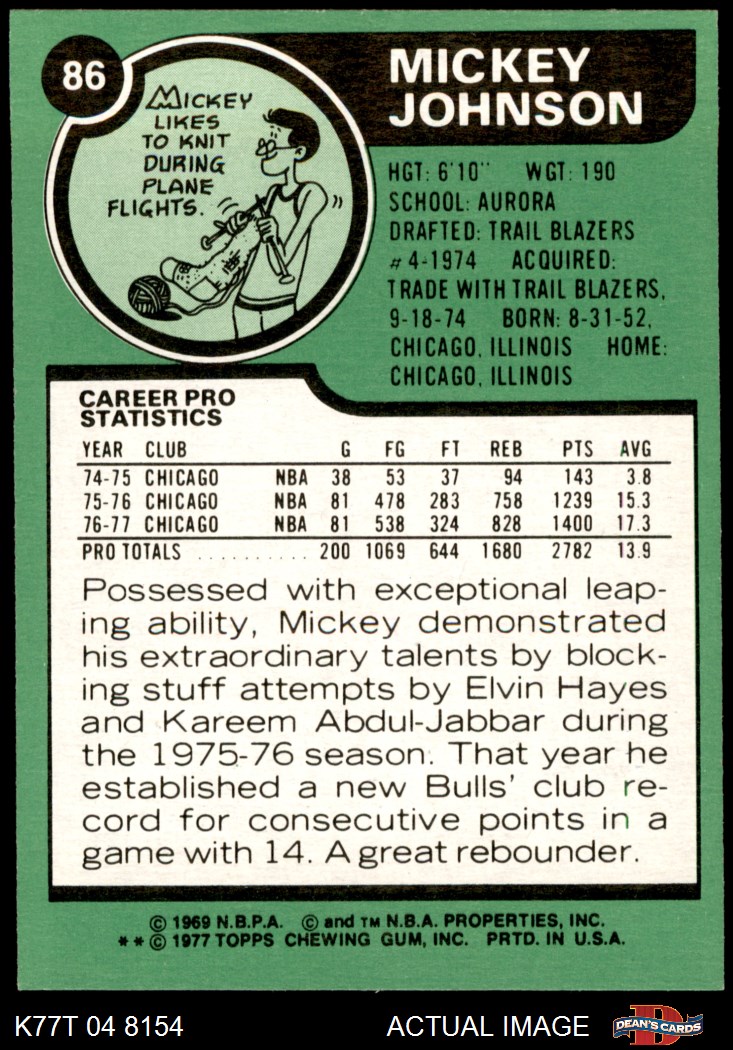 86
MICKEY
LIKES
TO KNIT
DURING
PLANE
FLIGHTS.
MICKEY
JOHNSON
HGT: 6'10" WGT: 190
SCHOOL: AURORA
DRAFTED: TRAIL BLAZERS
#4-1974 ACQUIRED:
TRADE WITH TRAIL BLAZERS,
9-18-74 BORN: 8-31-52,
CHICAGO, ILLINOIS HOME:
CHICAGO, ILLINOIS
CAREER PRO
STATISTICS
YEAR CLUB G FG FT REB PTS AVG
74-75 CHICAGO NBA 38 53 37 94 143 3.8
75-76 CHICAGO NBA 81 478 283 758 1239 15.3
76-77 CHICAGO NBA 81 538 324 828 1400 17.3
PRO TOTALS .......... 200 1069 644 1680 2782 13.9
Possessed with exceptional leap-
ing ability, Mickey demonstrated
his extraordinary talents by block-
ing stuff attempts by Elvin Hayes
and Kareem Abdul-Jabbar during
the 1975-76 season. That year he
established a new Bulls' club re-
cord for consecutive points in a
game with 14. A great rebounder.
© 1969 N.B.P.A. © and TM N.B.A. PROPERTIES, INC.
**© 1977 TOPPS CHEWING GUM, INC. PRTD. IN U.S.A.
K77T 04 8154 ACTUAL IMAGE D DEAN'S CARDS